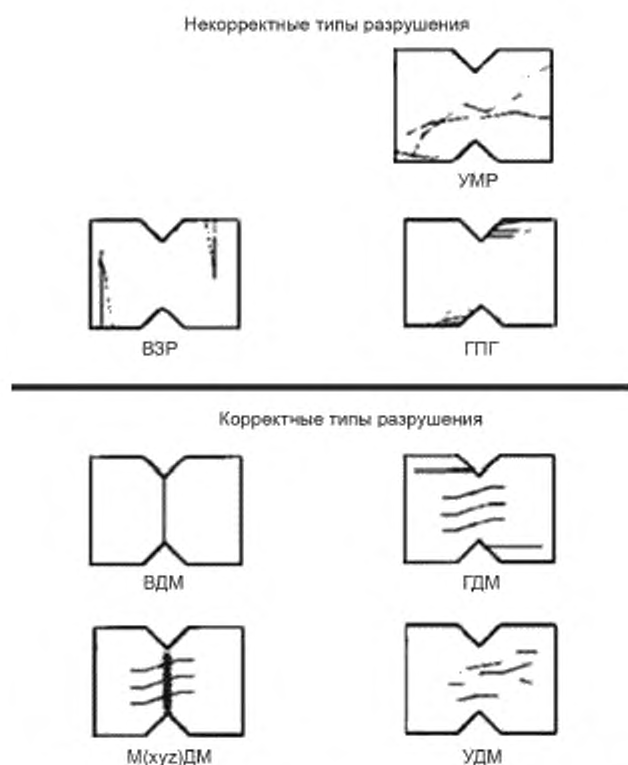 Некорректные типы разрушения
УМР
ВЗР
ГПГ
Корректные типы разрушения
ВДМ
ГДМ
М(xyz)ДМ
УДМ